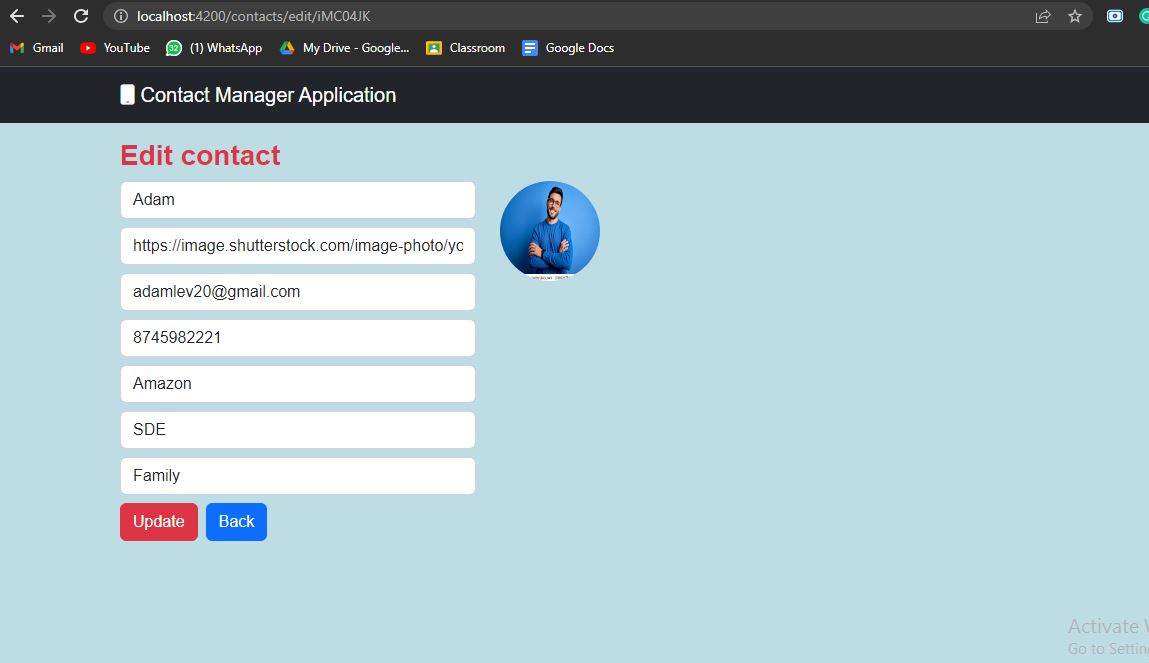 localhost:4200/contacts/edit/iMC04JK
Gmail YouTube 32 (1) WhatsApp My Drive - Google... Classroom Google Docs
Contact Manager Application
Edit contact
Adam
https://image.shutterstock.com/image-photo/yo
adamlev20@gmail.com
8745982221
Amazon
SDE
Family
Update Back
Activate
Go to Settin